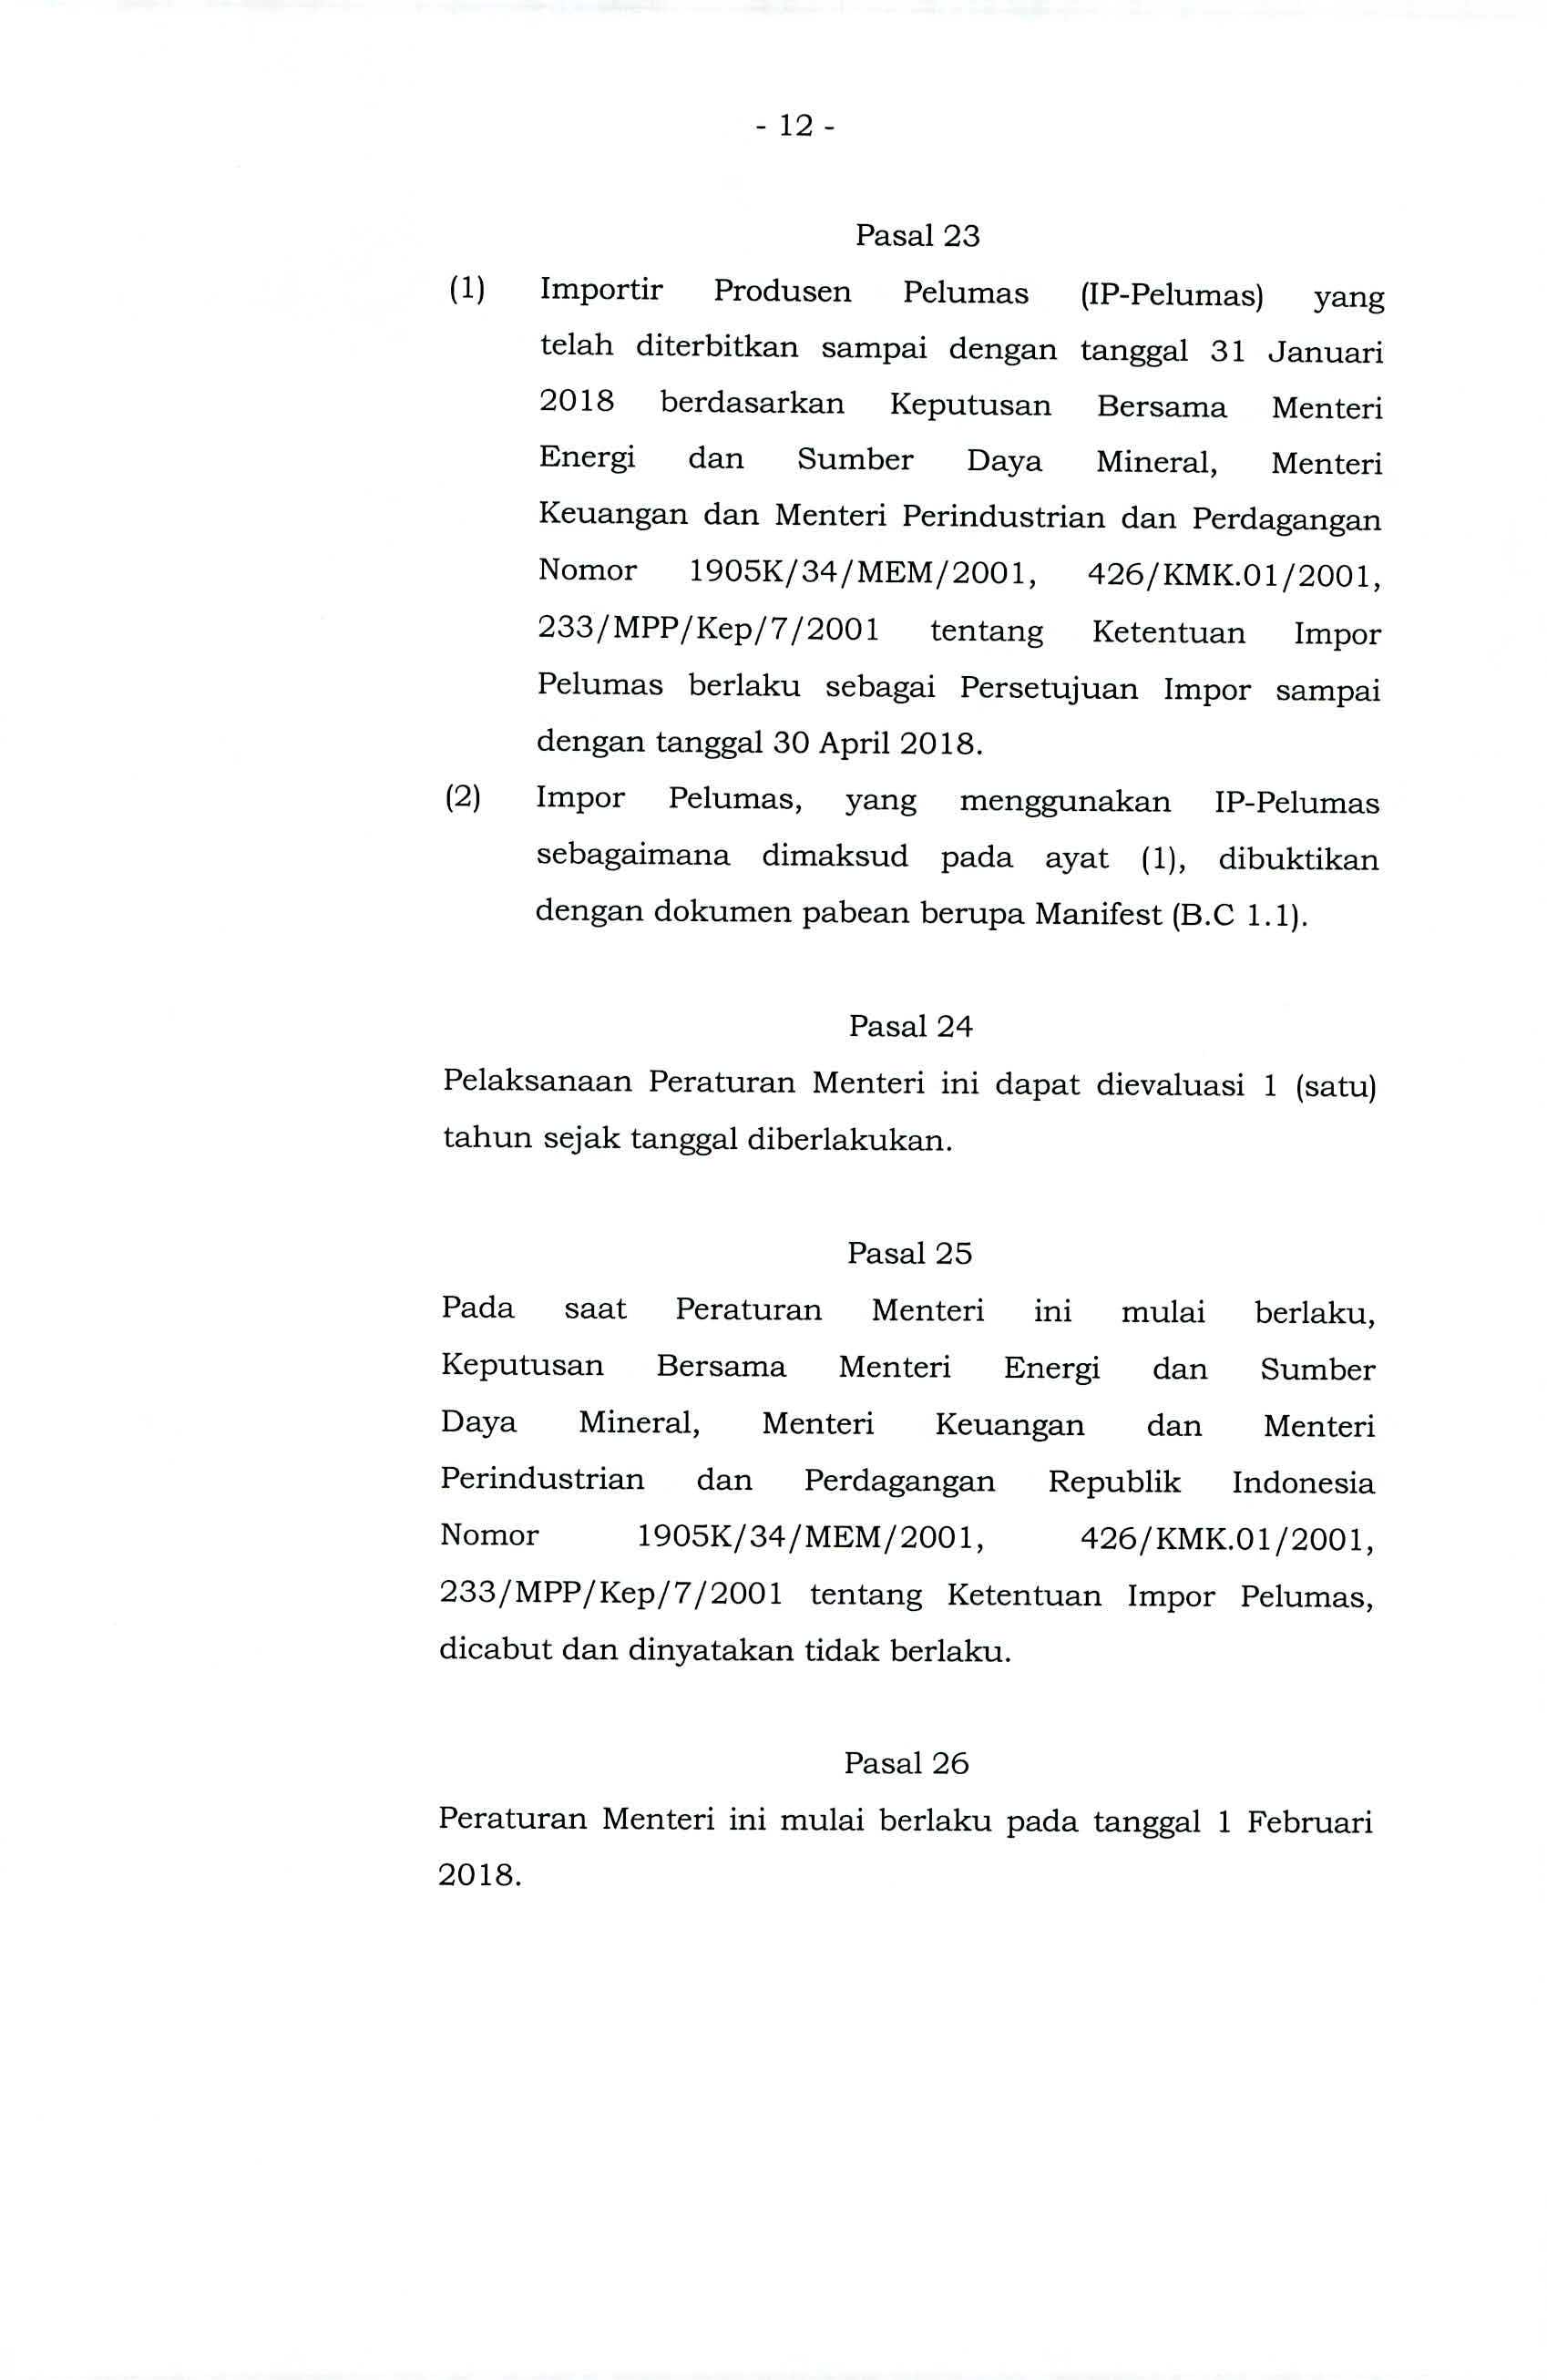 - 12 -
Pasal 23
(1) Importir Produsen Pelumas (IP-Pelumas) yang
telah diterbitkan sampai dengan tanggal 31 Januari
2018 berdasarkan Keputusan Bersama Menteri
Energi dan Sumber Daya Mineral, Menteri
Keuangan dan Menteri Perindustrian dan Perdagangan
Nomor 1905K/34/MEM/2001, 426/KMK.01/2001,
233/MPP/Kep/7/2001 tentang Ketentuan Impor
Pelumas berlaku sebagai Persetujuan Impor sampai
dengan tanggal 30 April 2018.
(2) Impor Pelumas, yang menggunakan IP-Pelumas
sebagaimana dimaksud pada ayat (1), dibuktikan
dengan dokumen pabean berupa Manifest (B.C 1.1).
Pasal 24
Pelaksanaan Peraturan Menteri ini dapat dievaluasi 1 (satu)
tahun sejak tanggal diberlakukan.
Pasal 25
Pada saat Peraturan Menteri ini mulai berlaku,
Keputusan Bersama Menteri Energi dan Sumber
Daya Mineral, Menteri Keuangan dan Menteri
Perindustrian dan Perdagangan Republik Indonesia
Nomor 1905K/34/MEM/2001, 426/KMK.01/2001,
233/MPP/Kep/7/2001 tentang Ketentuan Impor Pelumas,
dicabut dan dinyatakan tidak berlaku.
Pasal 26
Peraturan Menteri ini mulai berlaku pada tanggal 1 Februari
2018.